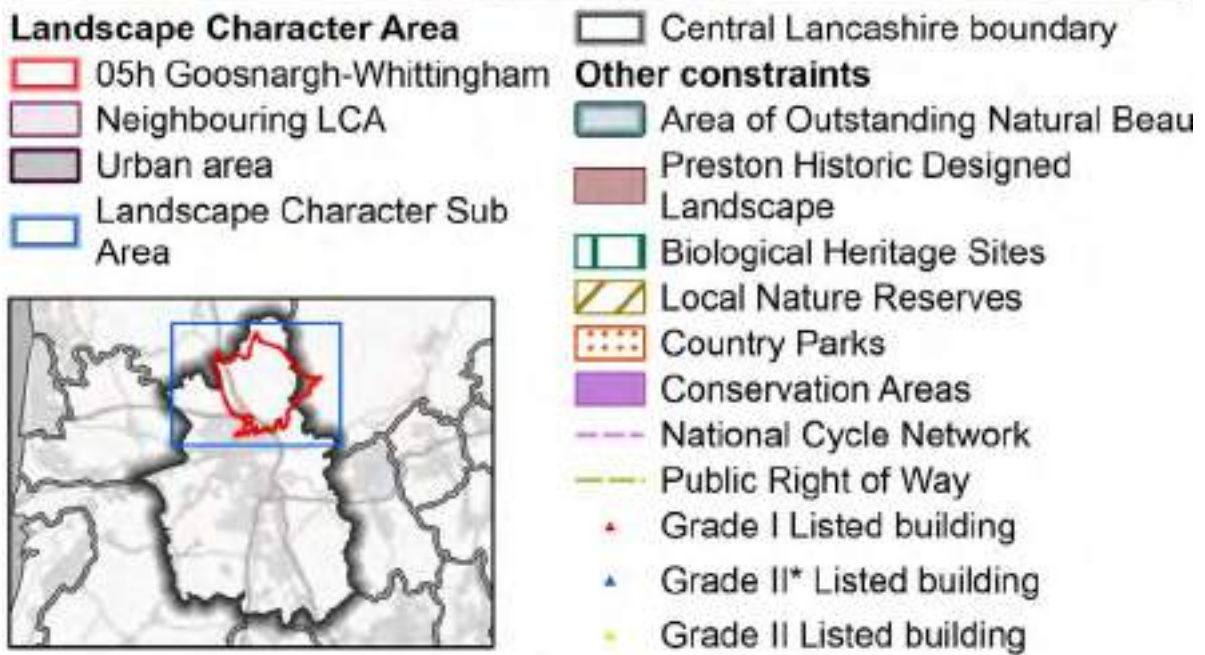 Landscape Character Area
05h Goosnargh-Whittingham
Neighbouring LCA
Urban area
Landscape Character Sub
Area
Central Lancashire boundary
Other constraints
Area of Outstanding Natural Beau
Preston Historic Designed
Landscape
Biological Heritage Sites
Local Nature Reserves
Country Parks
Conservation Areas
National Cycle Network
Public Right of Way
Grade I Listed building
Grade II* Listed building
Grade II Listed building